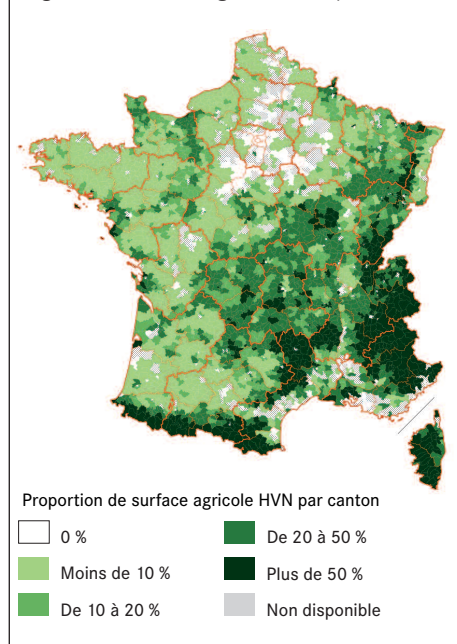 Proportion de surface agricole HVN par canton
0 %
De 20 à 50 %
Moins de 10 %
Plus de 50 %
De 10 à 20 %
Non disponible